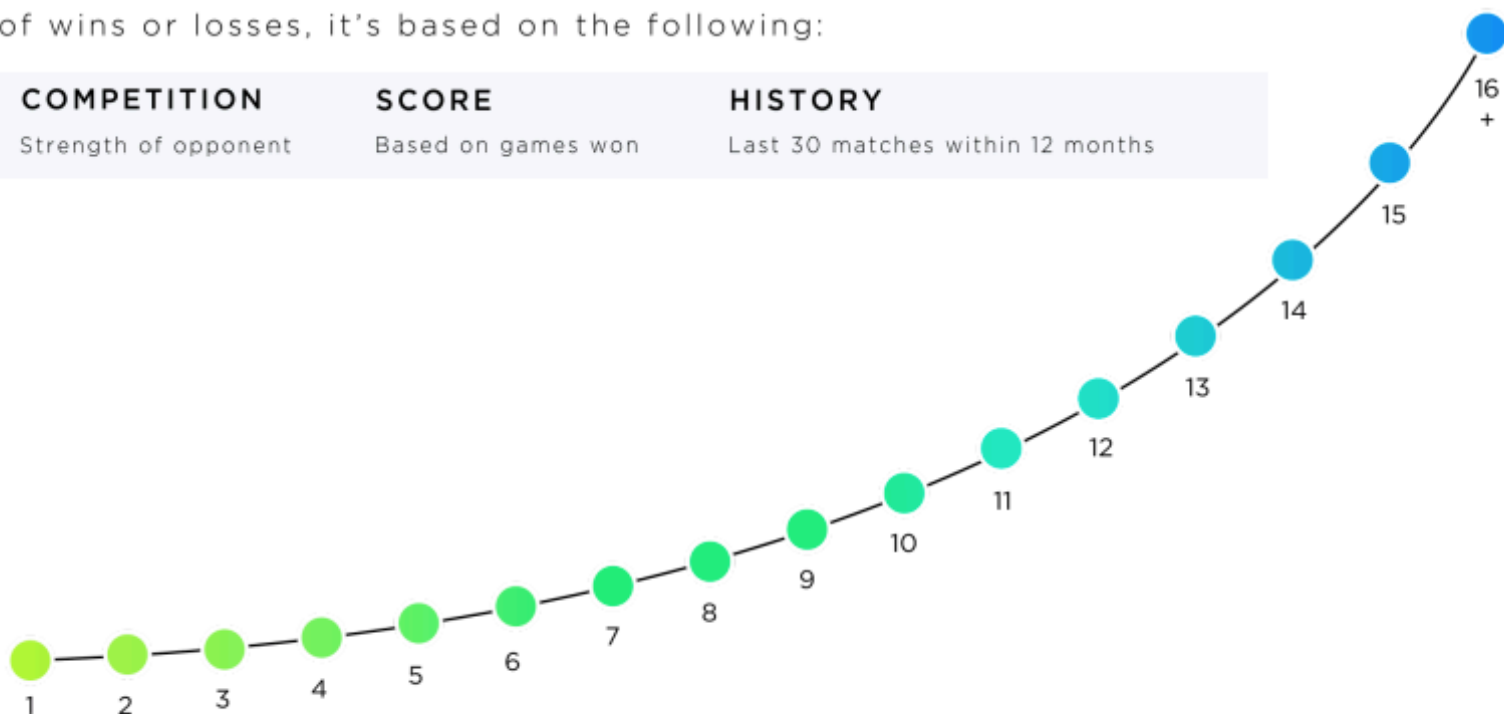 of wins or losses, it's based on the following:
COMPETITION
Strength of opponent
SCORE
Based on games won
HISTORY
Last 30 matches within 12 months
1
2
3
4
5
6
7
8
9
10
11
12
13
14
15
16
+